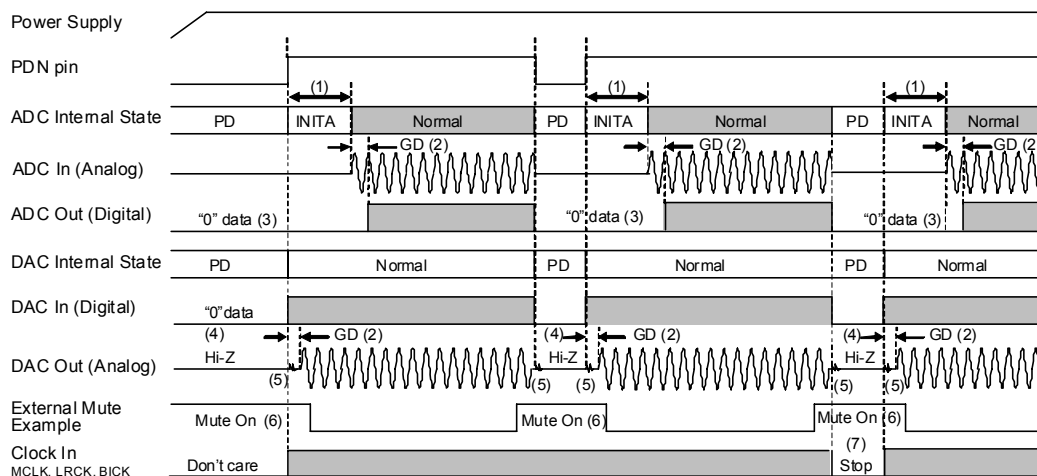 Power Supply
PDN pin
(1) (1) (1)
ADC Internal State PD INITA Normal PD INITA Normal PD INITA Normal
GD (2) GD (2) GD (2
ADC In (Analog)
ADC Out (Digital) "0" data (3) "0" data (3) "0" data (3)
DAC Internal State PD Normal PD Normal PD Normal
DAC In (Digital) "0"data
(4) GD (2) (4) GD (2) (4) GD (2)
DAC Out (Analog) Hi-Z Hi-Z Hi-Z
(5) (5) (5) (5) (5)
External Mute
Example Mute On (6) Mute On (6) Mute On (6)
(7)
Clock In Don't care Stop
MCLK, LRCK, BICK